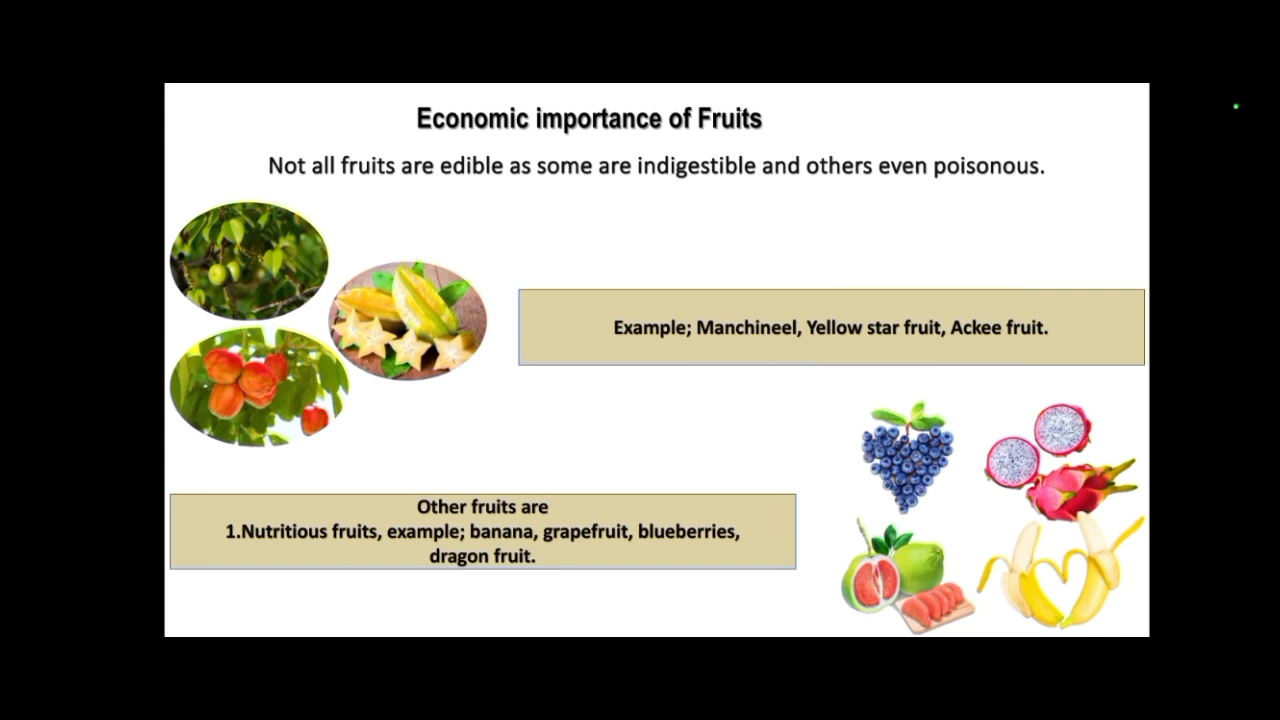 Economic importance of Fruits
Not all fruits are edible as some are indigestible and others even poisonous.
Example; Manchineel, Yellow star fruit, Ackee fruit.
Other fruits are
1.Nutritious fruits, example; banana, grapefruit, blueberries,
dragon fruit.